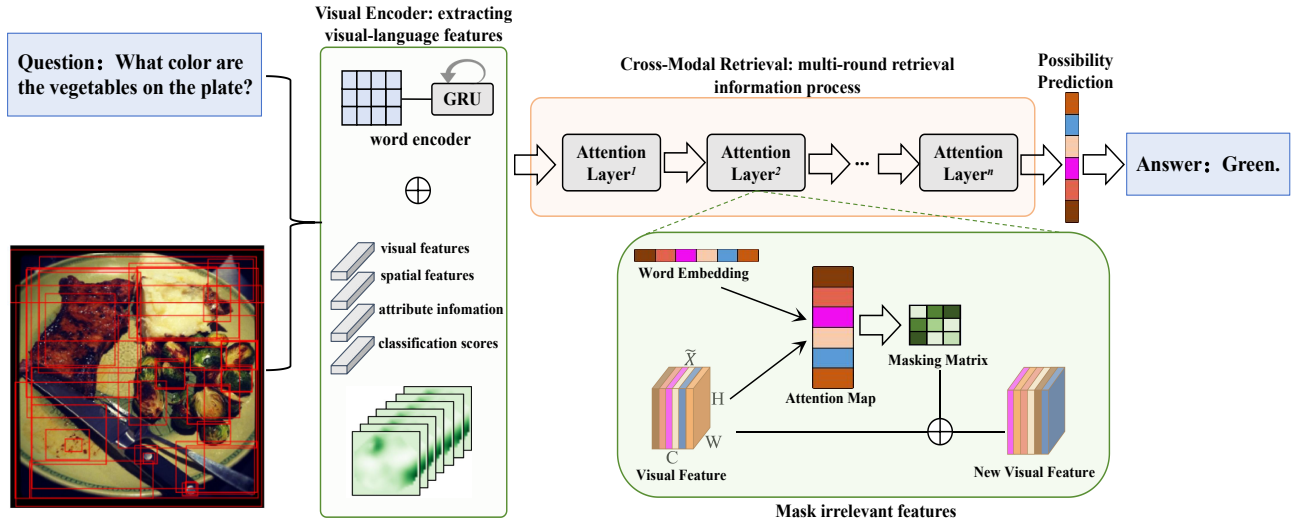 Visual Encoder: extracting
visual-language features
Question: What color are
the vegetables on the plate?
GRU
word encoder
visual features
spatial features
attribute infomation
classification scores
Cross-Modal Retrieval: multi-round retrieval
information process
Attention
Layer¹
Attention
Layer²
...
Attention
Layerⁿ
Possibility
Prediction
Answer: Green.
Word Embedding
X̃
H
W
C
Visual Feature
Attention Map
Masking Matrix
New Visual Feature
Mask irrelevant features